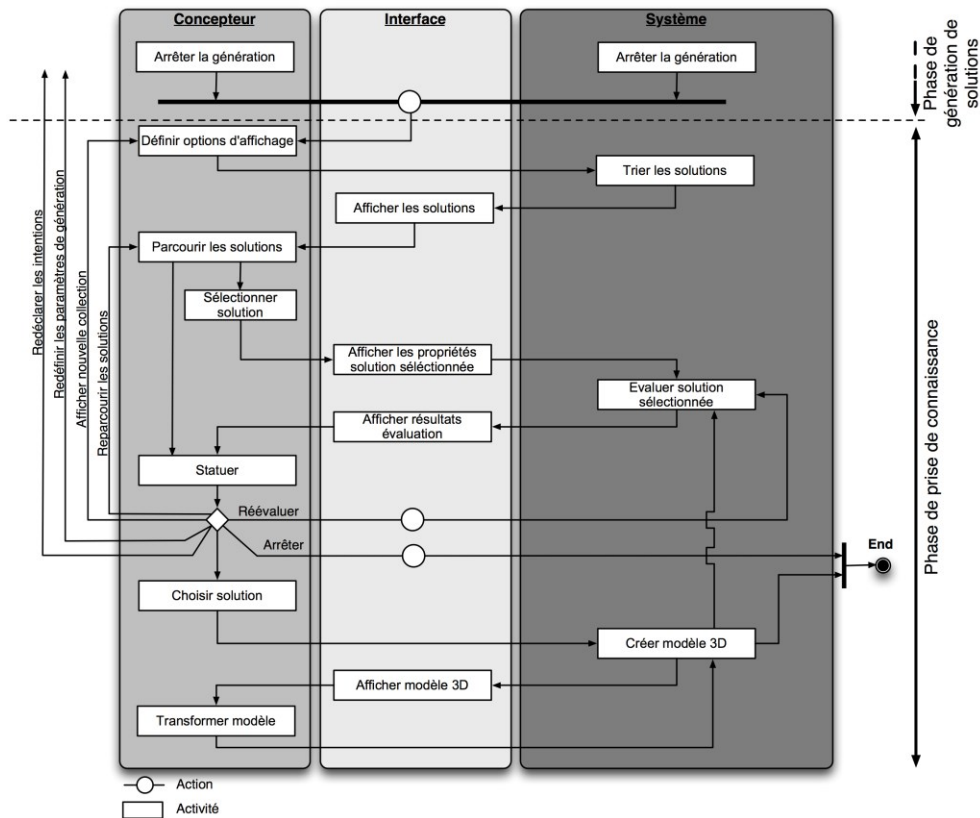 Concepteur
Interface
Système
Arrêter la génération
Arrêter la génération
Phase de
génération de
solutions
Définir options d'affichage
Trier les solutions
Afficher les solutions
Parcourir les solutions
Sélectionner
solution
Afficher les propriétés
solution séléctionnée
Evaluer solution
sélectionnée
Afficher résultats
évaluation
Statuer
Redéclarer les intentions
Redéfinir les paramètres de génération
Afficher nouvelle collection
Reparcourir les solutions
Phase de prise de connaissance
Réévaluer
Arrêter
End
Choisir solution
Créer modèle 3D
Afficher modèle 3D
Transformer modèle
Action
Activité